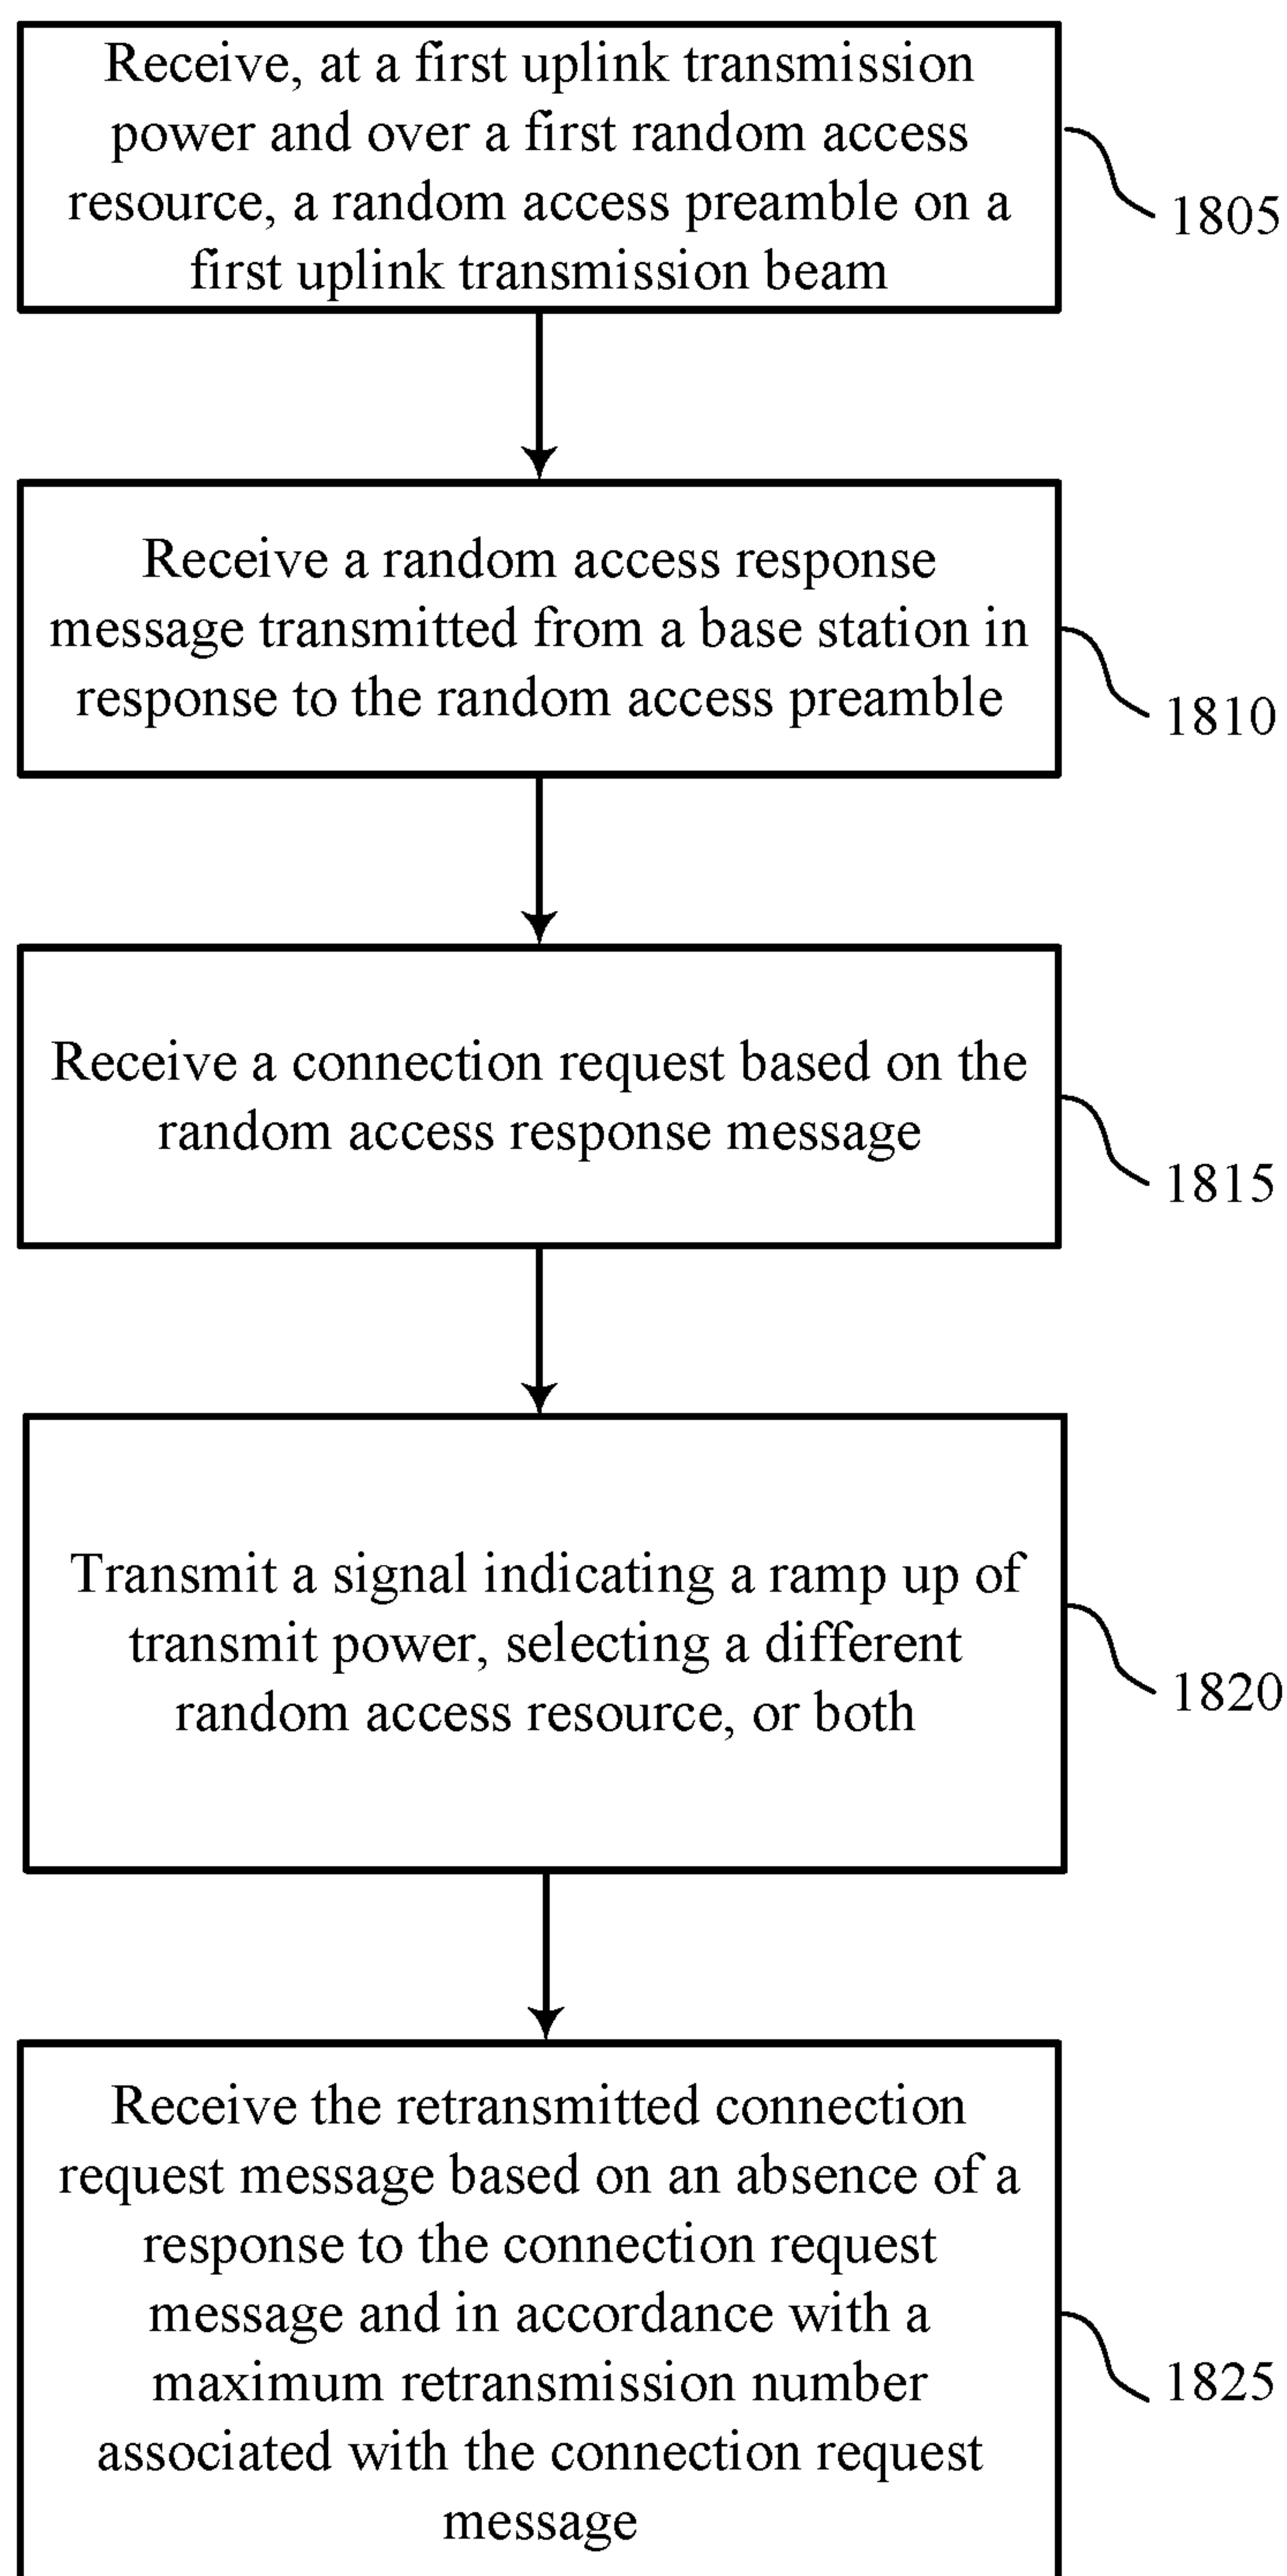 Receive, at a first uplink transmission
power and over a first random access
resource, a random access preamble on a
first uplink transmission beam
1805
Receive a random access response
message transmitted from a base station in
response to the random access preamble
1810
Receive a connection request based on the
random access response message
1815
Transmit a signal indicating a ramp up of
transmit power, selecting a different
random access resource, or both
1820
Receive the retransmitted connection
request message based on an absence of a
response to the connection request
message and in accordance with a
maximum retransmission number
associated with the connection request
message
1825